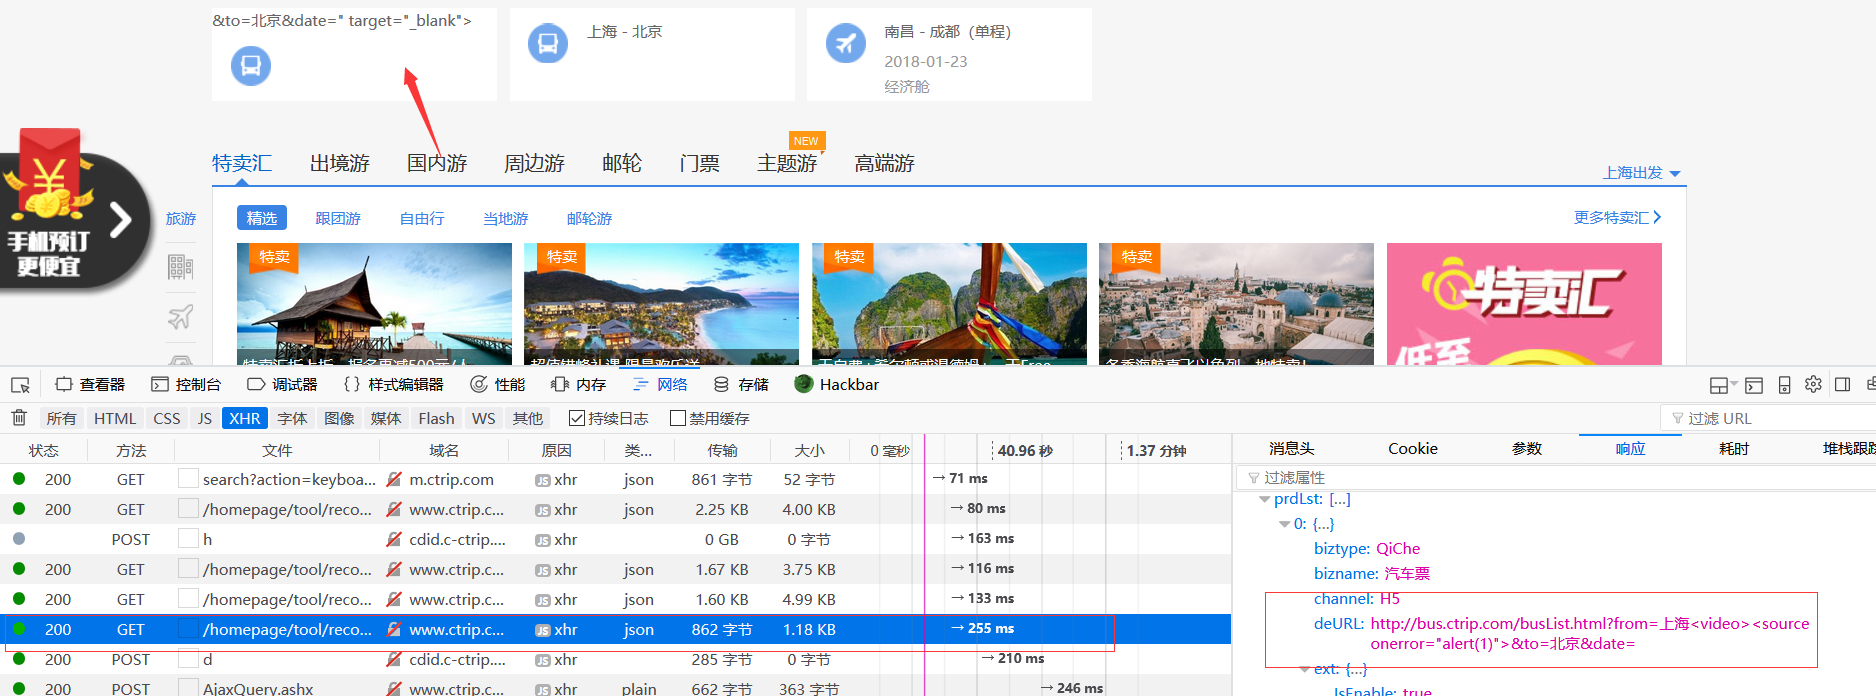 &to=北京&date=" target="_blank">
上海 - 北京
南昌 - 成都（单程）
2018-01-23
经济舱
NEW
特卖汇 出境游 国内游 周边游 邮轮 门票 主题游 高端游
上海出发
手机预订
更便宜
旅游
精选 跟团游 自由行 当地游 邮轮游
更多特卖汇
特卖 特卖 特卖 特卖
特卖汇
低至
查看器 控制台 调试器 {} 样式编辑器 性能 内存 网络 存储 Hackbar
所有 HTML CSS JS XHR 字体 图像 媒体 Flash WS 其他 持续日志 禁用缓存 过滤 URL
状态 方法 文件 域名 原因 类... 传输 大小 0 毫秒 40.96 秒 1.37 分钟
200 GET search?action=keyboa... m.ctrip.com JS xhr json 861 字节 52 字节 → 71 ms
200 GET /homepage/tool/reco... www.ctrip.c... JS xhr json 2.25 KB 4.00 KB → 80 ms
POST h cdid.c-ctrip.... JS xhr 0 GB 0 字节 → 163 ms
200 GET /homepage/tool/reco... www.ctrip.c... JS xhr json 1.67 KB 3.75 KB → 116 ms
200 GET /homepage/tool/reco... www.ctrip.c... JS xhr json 1.60 KB 4.99 KB → 133 ms
200 GET /homepage/tool/reco... www.ctrip.c... JS xhr json 862 字节 1.18 KB → 255 ms
200 POST d cdid.c-ctrip.... JS xhr 285 字节 0 字节 → 210 ms
200 POST AjaxQuery.ashx www.ctrip.c... JS xhr plain 662 字节 363 字节 → 246 ms
消息头 Cookie 参数 响应 耗时 堆栈跟踪
过滤属性
prdLst: [...]
0: {...}
biztype: QiChe
bizname: 汽车票
channel: H5
deURL: http://bus.ctrip.com/busList.html?from=上海<video><source
onerror="alert(1)">&to=北京&date=
ext: {...}
IsEnable: true